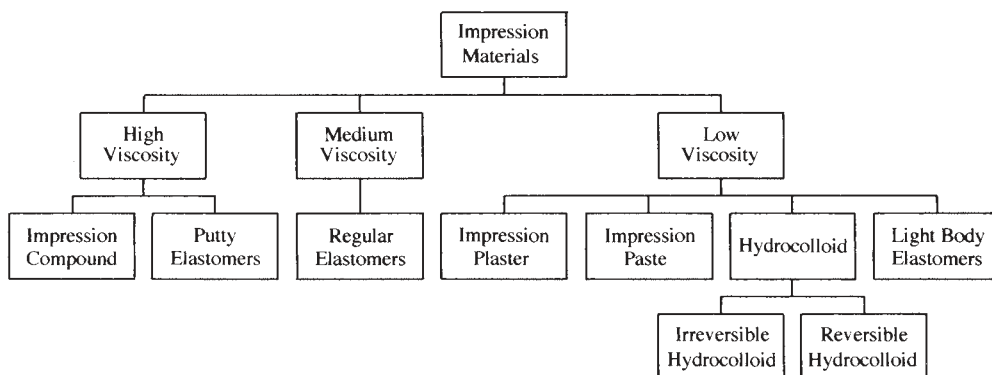 Impression
Materials
High
Viscosity
Medium
Viscosity
Low
Viscosity
Impression
Compound
Putty
Elastomers
Regular
Elastomers
Impression
Plaster
Impression
Paste
Hydrocolloid
Light Body
Elastomers
Irreversible
Hydrocolloid
Reversible
Hydrocolloid